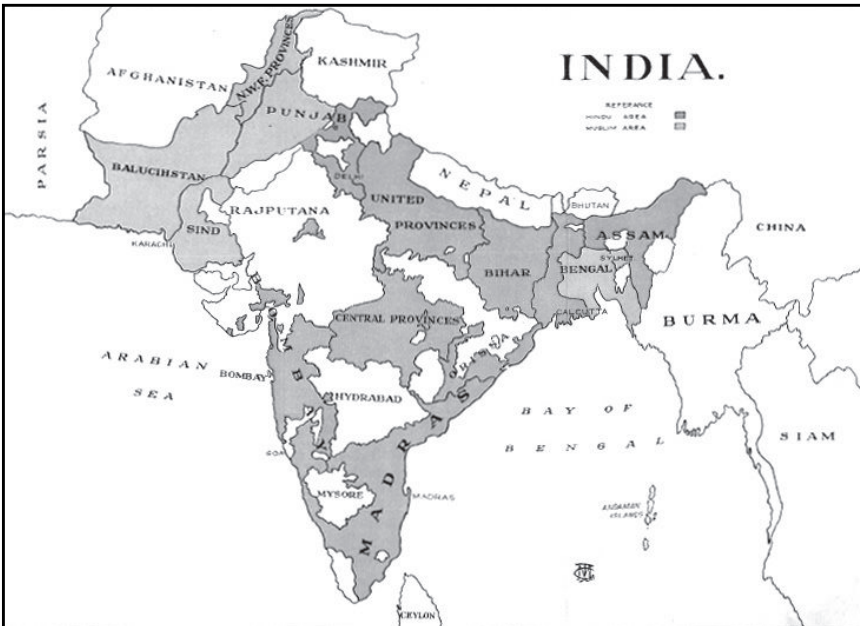 INDIA.
REFERANCE
HINDU AREA
MUSLIM AREA
KASHMIR
AFGHANISTAN
N.W.F. PROVINCES
PUNJAB
PARSIA
BALUCIHSTAN
DELHI
NEPAL
BHUTAN
CHINA
UNITED
PROVINCES
RAJPUTANA
SIND
KARACHI
ASSAM
SYLHET
BIHAR
BENGAL
CALCUTTA
BURMA
CENTRAL PROVINCES
ORISSA
BOMBAY
ARABIAN
SEA
BOMBAY
HYDRABAD
BAY OF
BENGAL
SIAM
GOA
MADRAS
MYSORE
MADRAS
ANDAMAN
ISLANDS
CEYLON